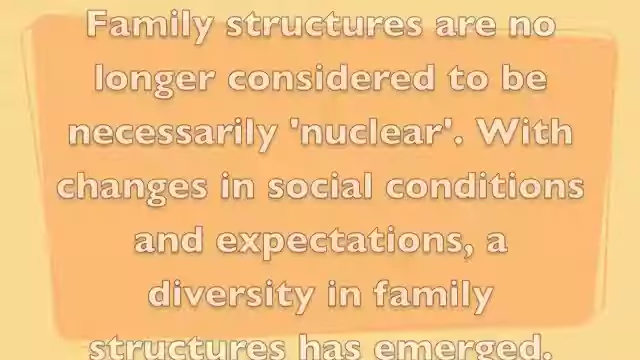 Family structures are no
longer considered to be
necessarily 'nuclear'. With
changes in social conditions
and expectations, a
diversity in family
structures has emerged.